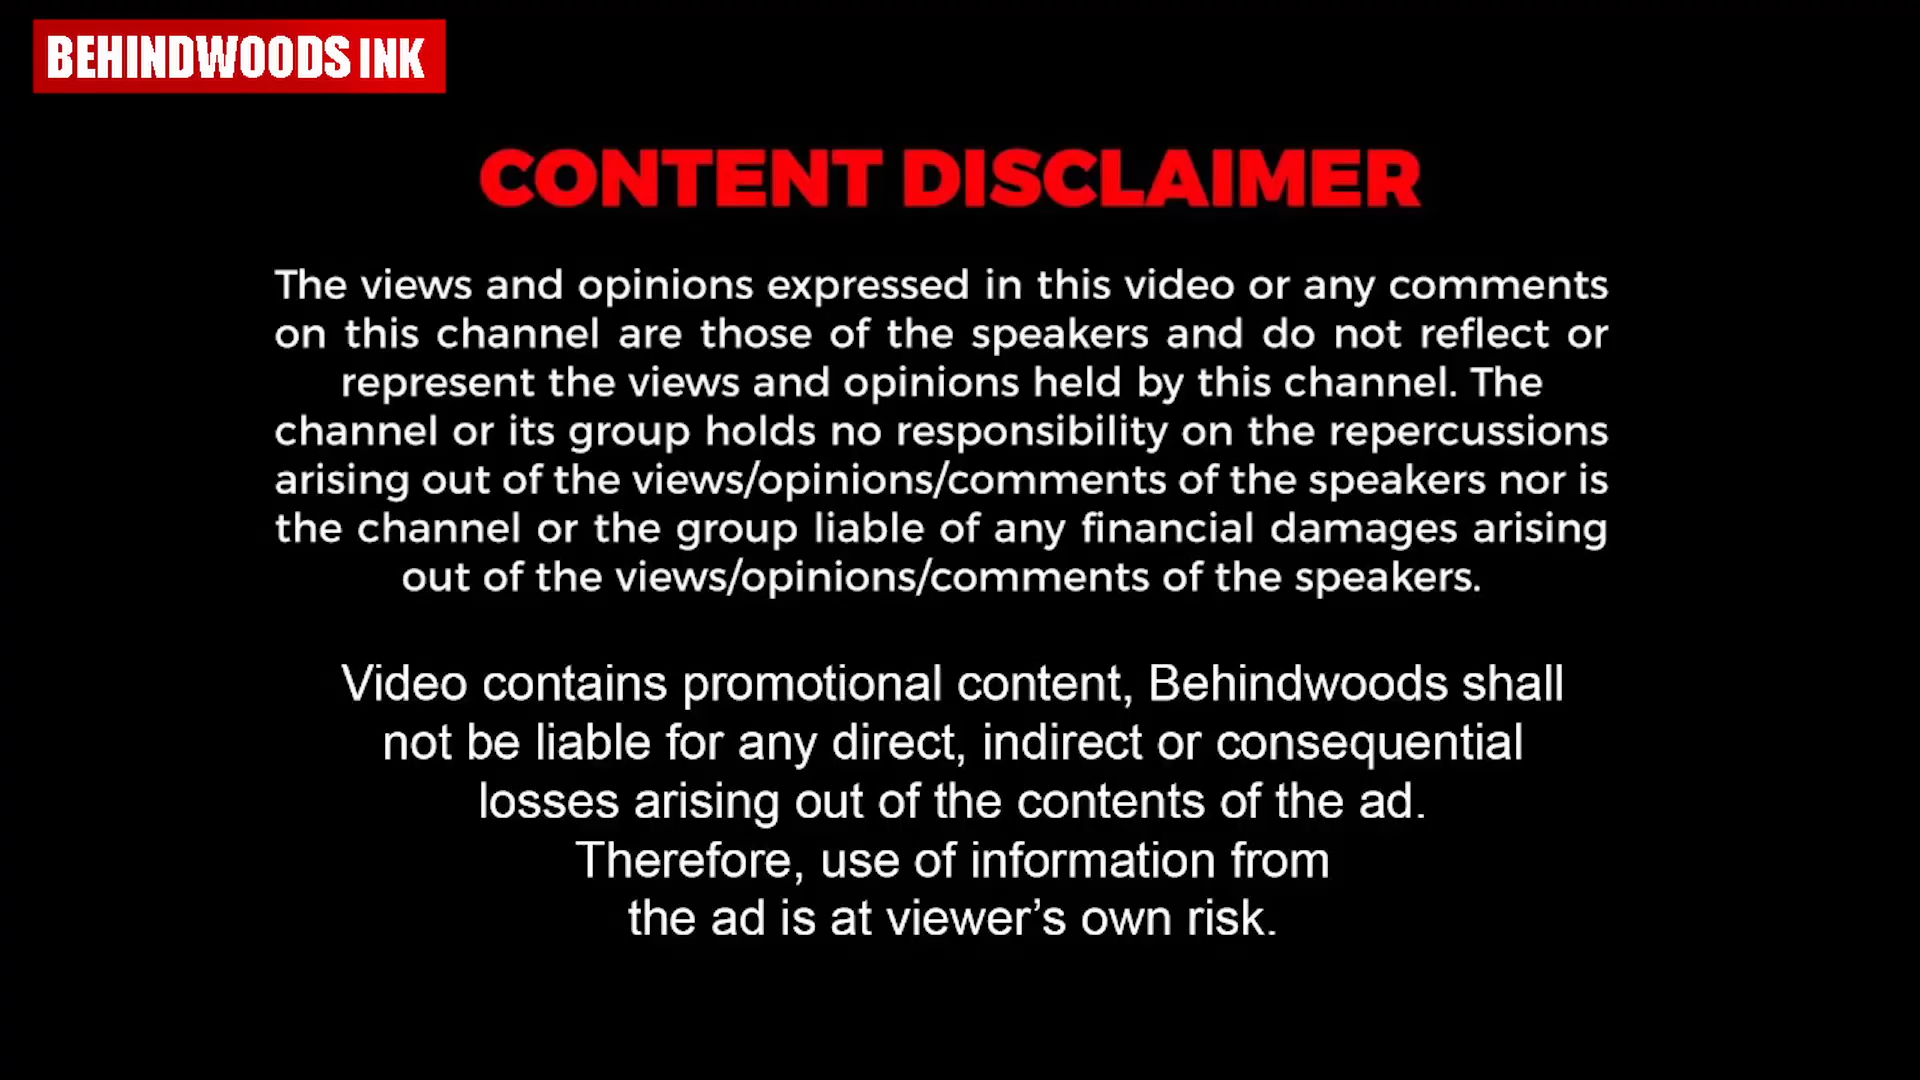 BEHINDWOODS INK
CONTENT DISCLAIMER
The views and opinions expressed in this video or any comments
on this channel are those of the speakers and do not reflect or
represent the views and opinions held by this channel. The
channel or its group holds no responsibility on the repercussions
arising out of the views/opinions/comments of the speakers nor is
the channel or the group liable of any financial damages arising
out of the views/opinions/comments of the speakers.
Video contains promotional content, Behindwoods shall
not be liable for any direct, indirect or consequential
losses arising out of the contents of the ad.
Therefore, use of information from
the ad is at viewer’s own risk.